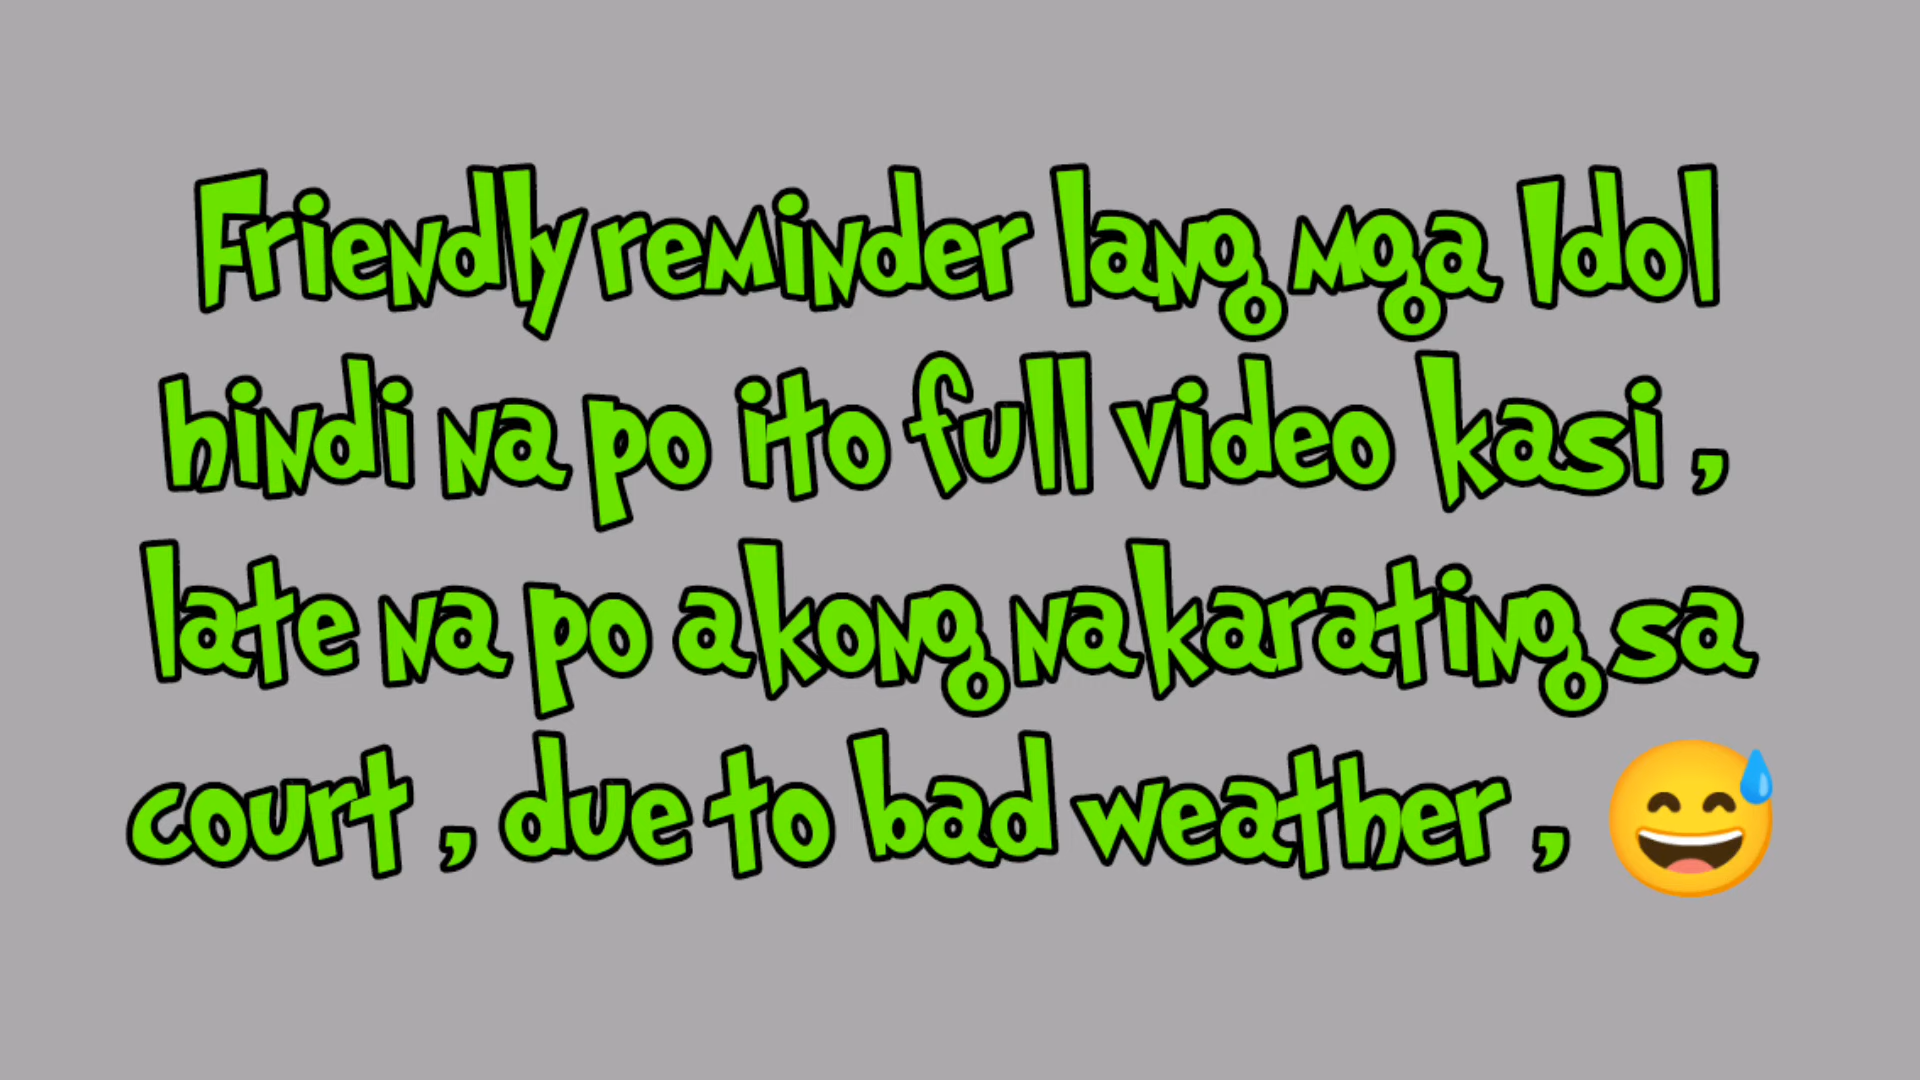 Friendly reminder lang mga Idol
hindi na po ito full video kasi ,
late na po akong nakarating sa
court , due to bad weather , 😅